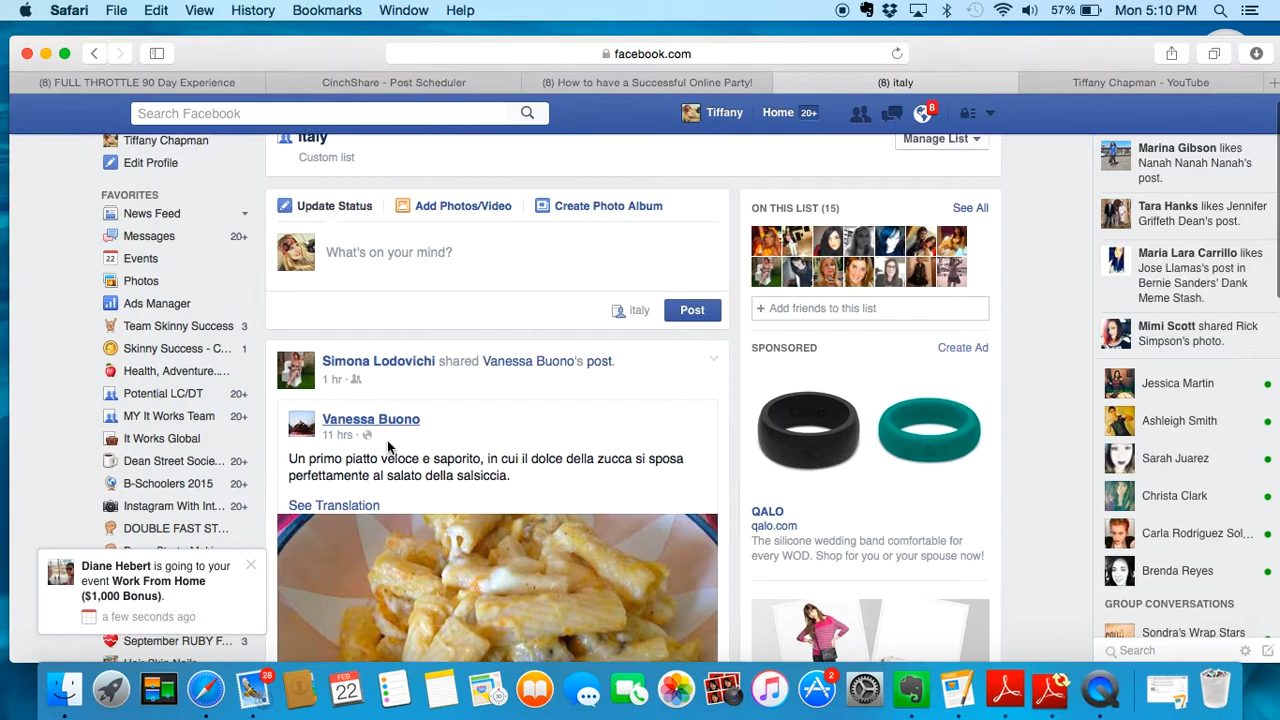 Safari File Edit View History Bookmarks Window Help 57% Mon 5:10 PM
facebook.com
(8) FULL THROTTLE 90 Day Experience CinchShare - Post Scheduler (8) How to have a Successful Online Party! (8) italy Tiffany Chapman - YouTube
Search Facebook Tiffany Home 20+ 8
Tiffany Chapman
Edit Profile
FAVORITES
News Feed
Messages 20+
Events
Photos
Ads Manager
Team Skinny Success 3
Skinny Success - C... 1
Health, Adventure....
Potential LC/DT 20+
MY It Works Team 20+
It Works Global
Dean Street Socie... 20+
B-Schoolers 2015 20+
Instagram With Int... 20+
DOUBLE FAST ST...
Diane Hebert is going to your
event Work From Home
($1,000 Bonus).
a few seconds ago
September RUBY F... 3
italy
Custom list
Manage List
Update Status Add Photos/Video Create Photo Album
What's on your mind?
italy Post
Simona Lodovichi shared Vanessa Buono's post.
1 hr
Vanessa Buono
11 hrs
Un primo piatto veloce e saporito, in cui il dolce della zucca si sposa
perfettamente al salato della salsiccia.
See Translation
ON THIS LIST (15) See All
+ Add friends to this list
SPONSORED Create Ad
QALO
qalo.com
The silicone wedding band comfortable for
every WOD. Shop for you or your spouse now!
Marina Gibson likes
Nanah Nanah Nanah's
post.
Tara Hanks likes Jennifer
Griffeth Dean's post.
Maria Lara Carrillo likes
Jose Llamas's post in
Bernie Sanders' Dank
Meme Stash.
Mimi Scott shared Rick
Simpson's photo.
Jessica Martin
Ashleigh Smith
Sarah Juarez
Christa Clark
Carla Rodriguez Sol...
Brenda Reyes
GROUP CONVERSATIONS
Sondra's Wrap Stars
Search
28 FEB 22 2